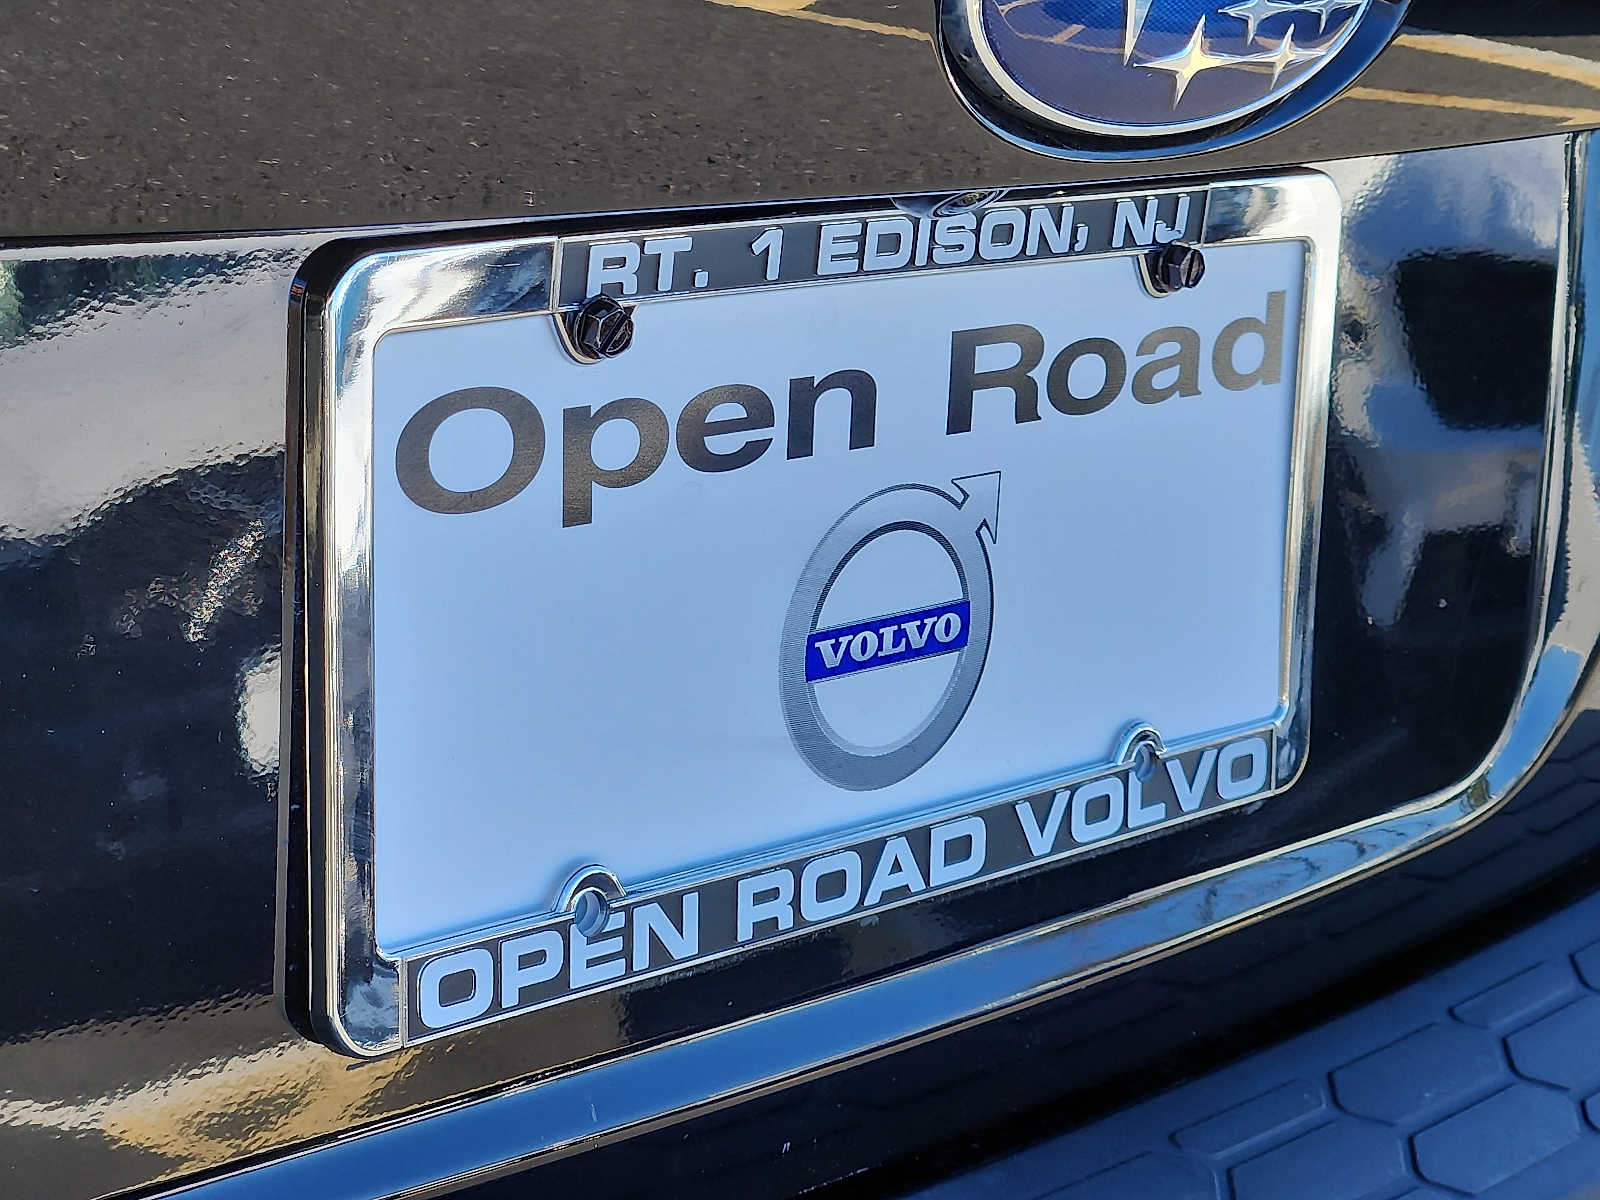 RT. 1 EDISON, NJ
Open Road
VOLVO
OPEN ROAD VOLVO